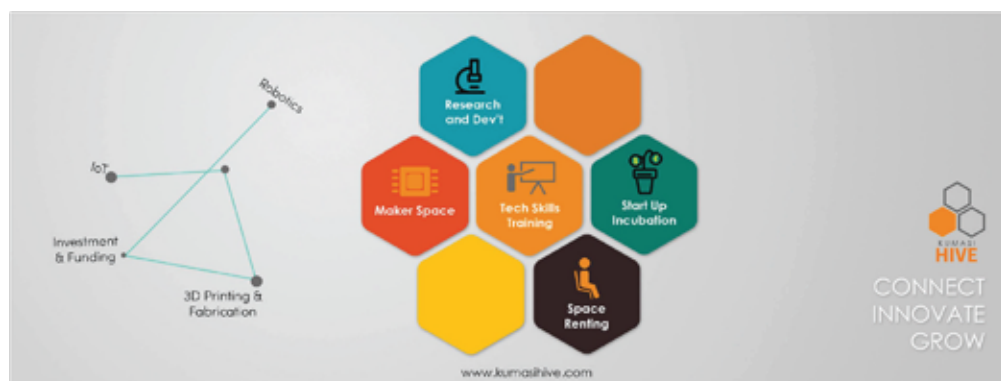 Robotics
IoT
Investment
& Funding
3D Printing &
Fabrication
Research
and Dev't
Maker Space
Tech Skills
Training
Start Up
Incubation
Space
Renting
www.kumasihive.com
KUMASI
HIVE
CONNECT
INNOVATE
GROW